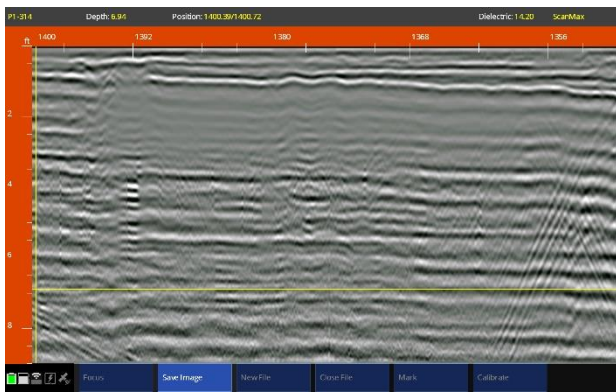 P1-314 Depth: 6.94 Position: 1400.39/1400.72 Dielectric: 14.20 ScanMax
ft 1400 1392 1380 1368 1356
2
4
6
8
Focus Save Image New File Close File Mark Calibrate